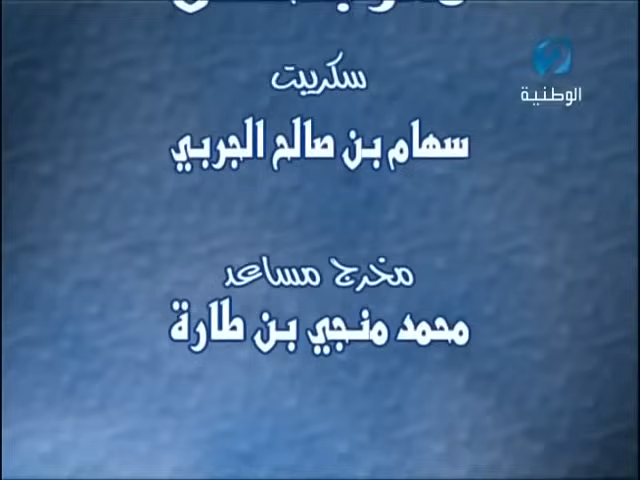 الوطنية
سكريبت
سهام بن صالح الجربي
مخرج مساعد
محمد منجي بن طارة